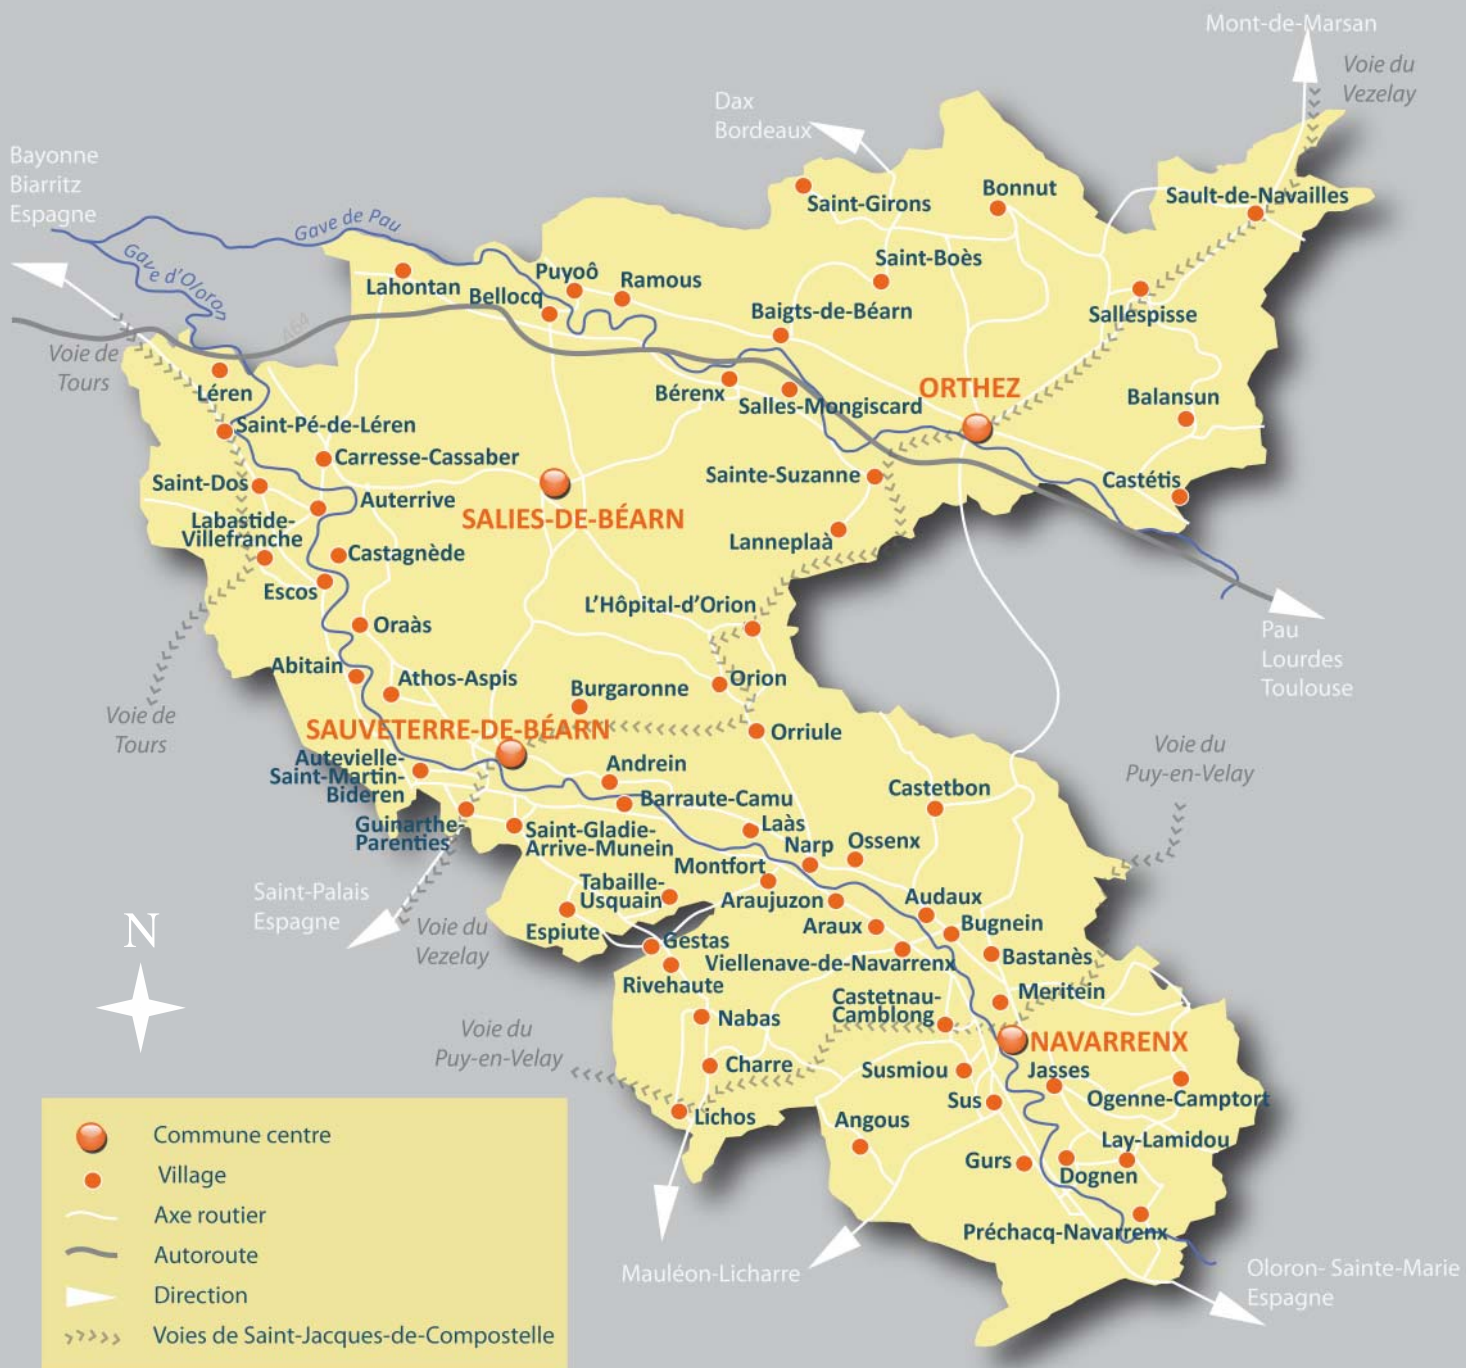 Mont-de-Marsan
Voie du
Vezelay
Dax
Bordeaux
Bayonne
Biarritz
Espagne
Gave de Pau
Gave d'Oloron
A64
Voie de
Tours
Saint-Girons
Bonnut
Sault-de-Navailles
Saint-Boès
Puyoô
Ramous
Lahontan
Bellocq
Baigts-de-Béarn
Sallespisse
Léren
Bérenx
Salles-Mongiscard
ORTHEZ
Balansun
Saint-Pé-de-Léren
Carresse-Cassaber
Sainte-Suzanne
Castétis
Saint-Dos
Auterrive
SALIES-DE-BÉARN
Labastide-
Villefranche
Lanneplaà
Castagnède
Escos
L'Hôpital-d'Orion
Oraàs
Pau
Lourdes
Toulouse
Abitain
Athos-Aspis
Burgaronne
Orion
Voie de
Tours
SAUVETERRE-DE-BÉARN
Orriule
Voie du
Puy-en-Velay
Autevielle-
Saint-Martin-
Bideren
Andrein
Castetbon
Barraute-Camu
Guinarthe-
Parenties
Saint-Gladie-
Arrive-Munein
Laàs
Narp
Ossenx
Montfort
Saint-Palais
Espagne
Tabaille-
Usquain
Araujuzon
Audaux
Espiute
Araux
Bugnein
Voie du
Vezelay
Gestas
Viellenave-de-Navarrenx
Bastanès
Rivehaute
Castetnau-
Camblong
Meritein
N
Nabas
Voie du
Puy-en-Velay
NAVARRENX
Charre
Susmiou
Jasses
Sus
Ogenne-Camptort
Lichos
Angous
Lay-Lamidou
Gurs
Dognen
Préchacq-Navarrenx
Mauléon-Licharre
Oloron- Sainte-Marie
Espagne
Commune centre
Village
Axe routier
Autoroute
Direction
Voies de Saint-Jacques-de-Compostelle